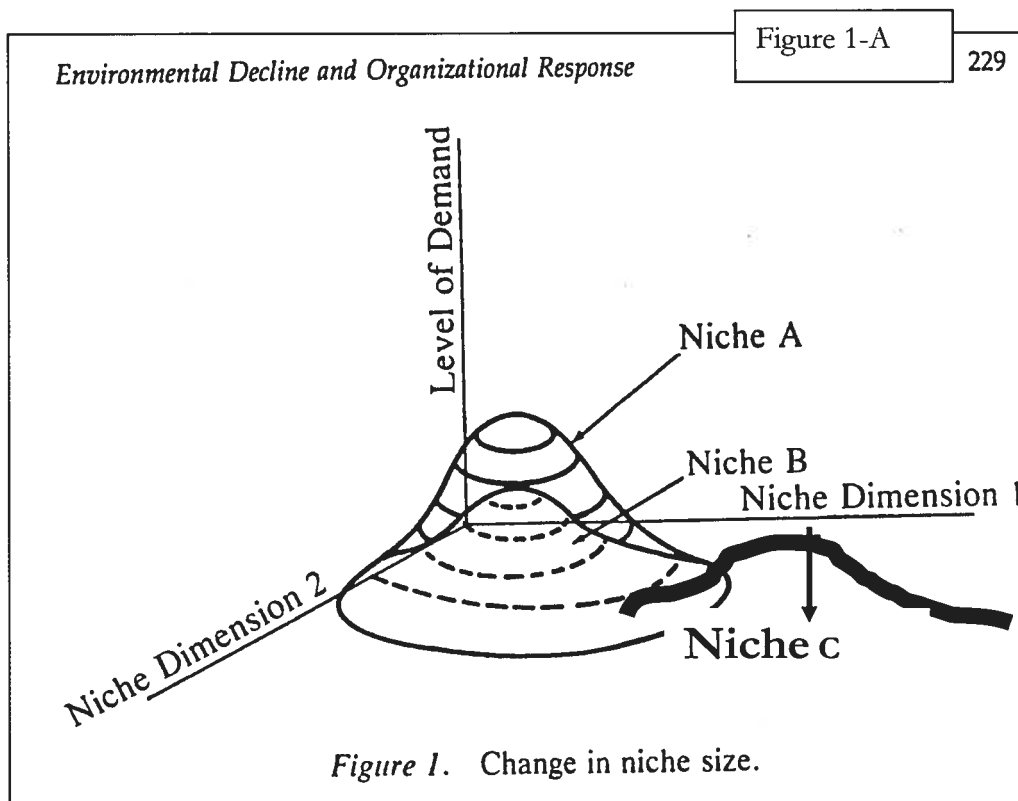 Figure 1-A
Environmental Decline and Organizational Response 229
Level of Demand
Niche A
Niche B
Niche Dimension 1
Niche Dimension 2
Niche C
Figure 1. Change in niche size.